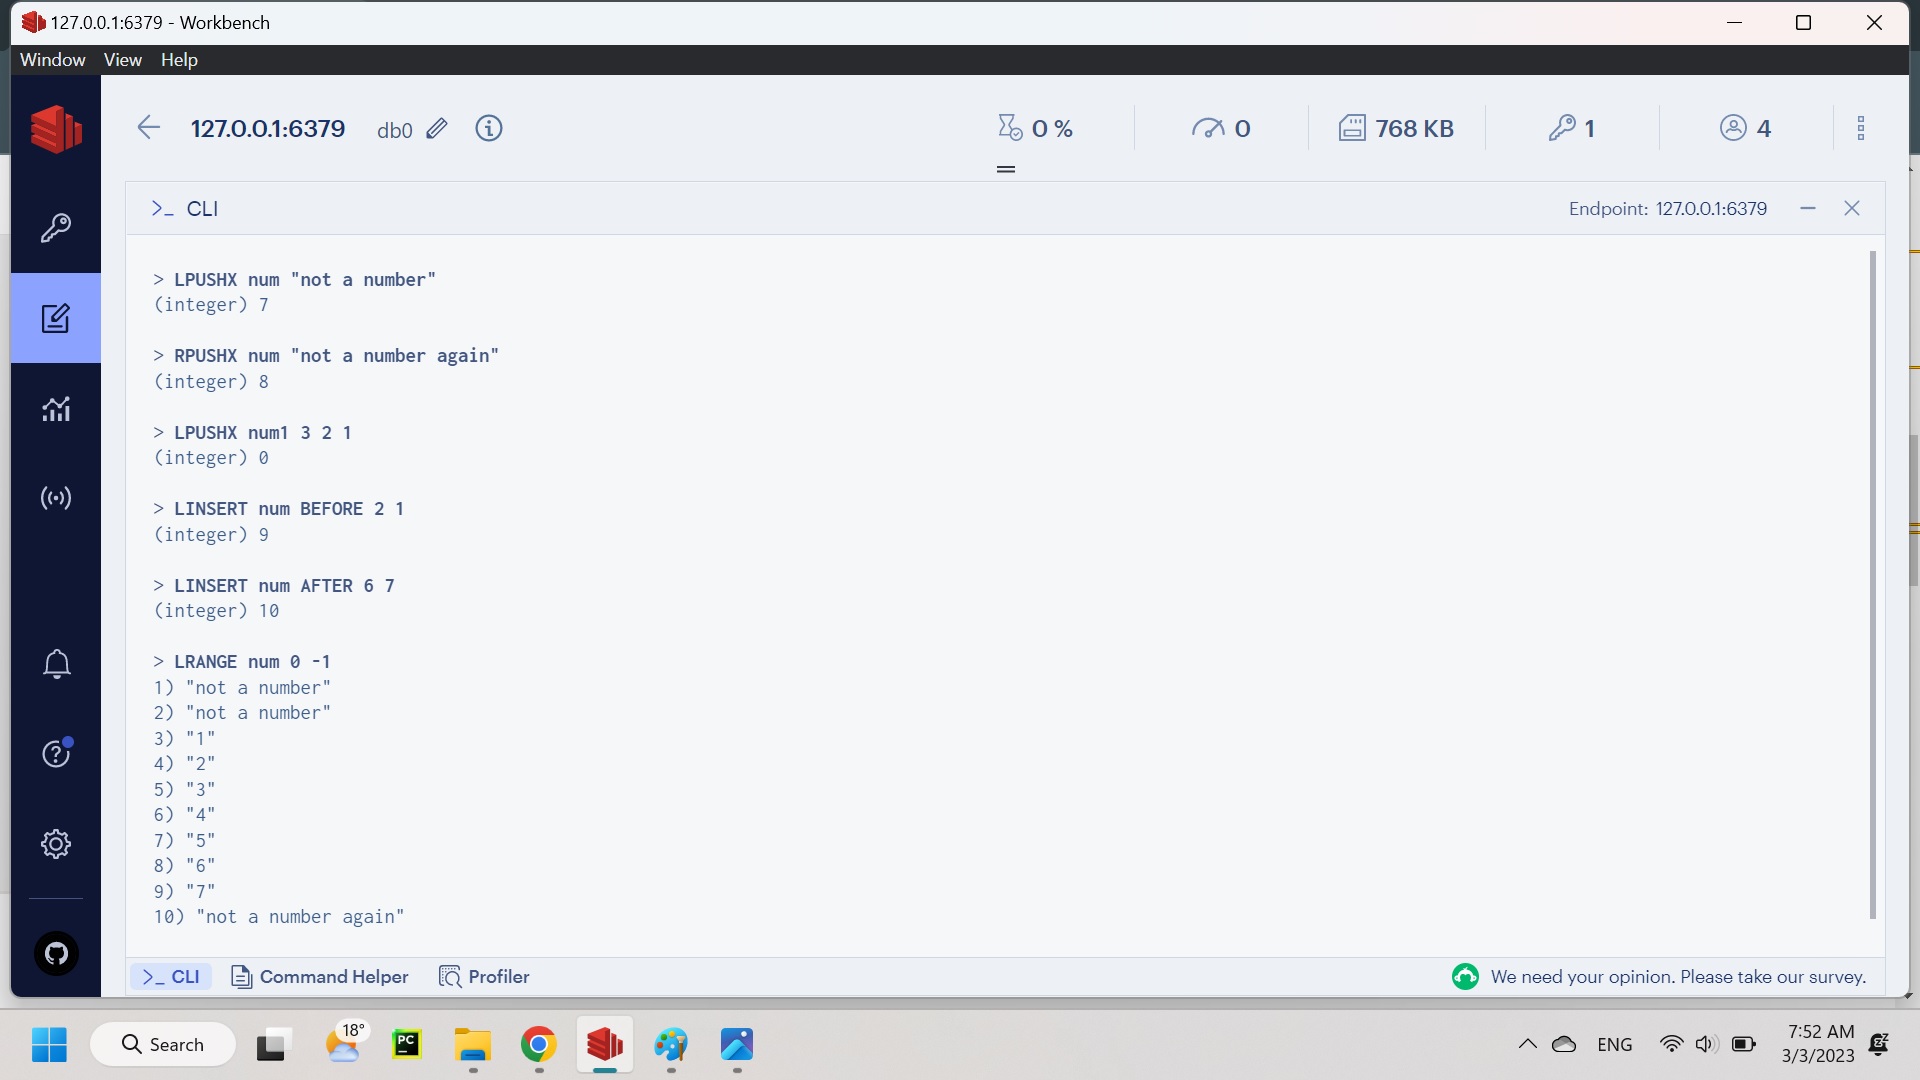 127.0.0.1:6379 - Workbench
Window View Help
127.0.0.1:6379 db0 0 % 0 768 KB 1 4
>_ CLI Endpoint: 127.0.0.1:6379
> LPUSHX num "not a number"
(integer) 7
> RPUSHX num "not a number again"
(integer) 8
> LPUSHX num1 3 2 1
(integer) 0
> LINSERT num BEFORE 2 1
(integer) 9
> LINSERT num AFTER 6 7
(integer) 10
> LRANGE num 0 -1
1) "not a number"
2) "not a number"
3) "1"
4) "2"
5) "3"
6) "4"
7) "5"
8) "6"
9) "7"
10) "not a number again"
>_ CLI Command Helper Profiler We need your opinion. Please take our survey.
Search 18° PC ENG 7:52 AM
3/3/2023